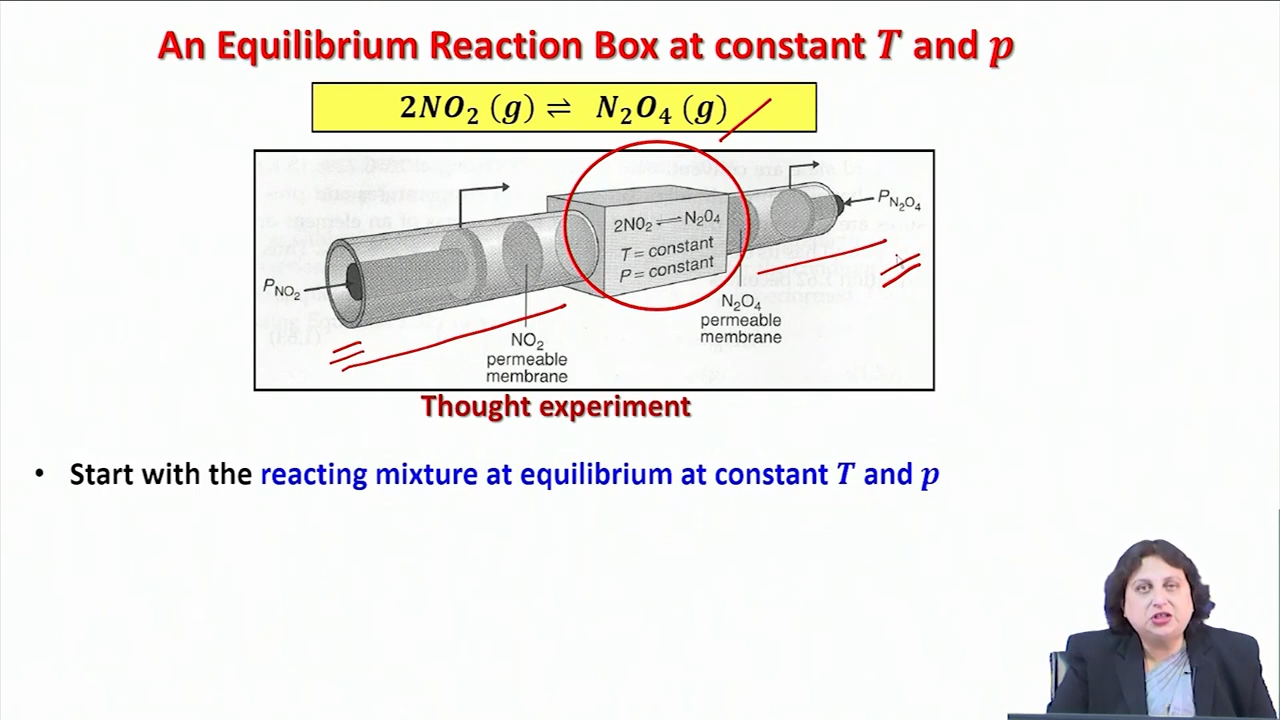 An Equilibrium Reaction Box at constant T and p
2NO₂ (g) ⇌ N₂O₄ (g)
P_NO₂
2NO₂ ⇌ N₂O₄
T = constant
P = constant
P_N₂O₄
NO₂
permeable
membrane
N₂O₄
permeable
membrane
Thought experiment
• Start with the reacting mixture at equilibrium at constant T and p